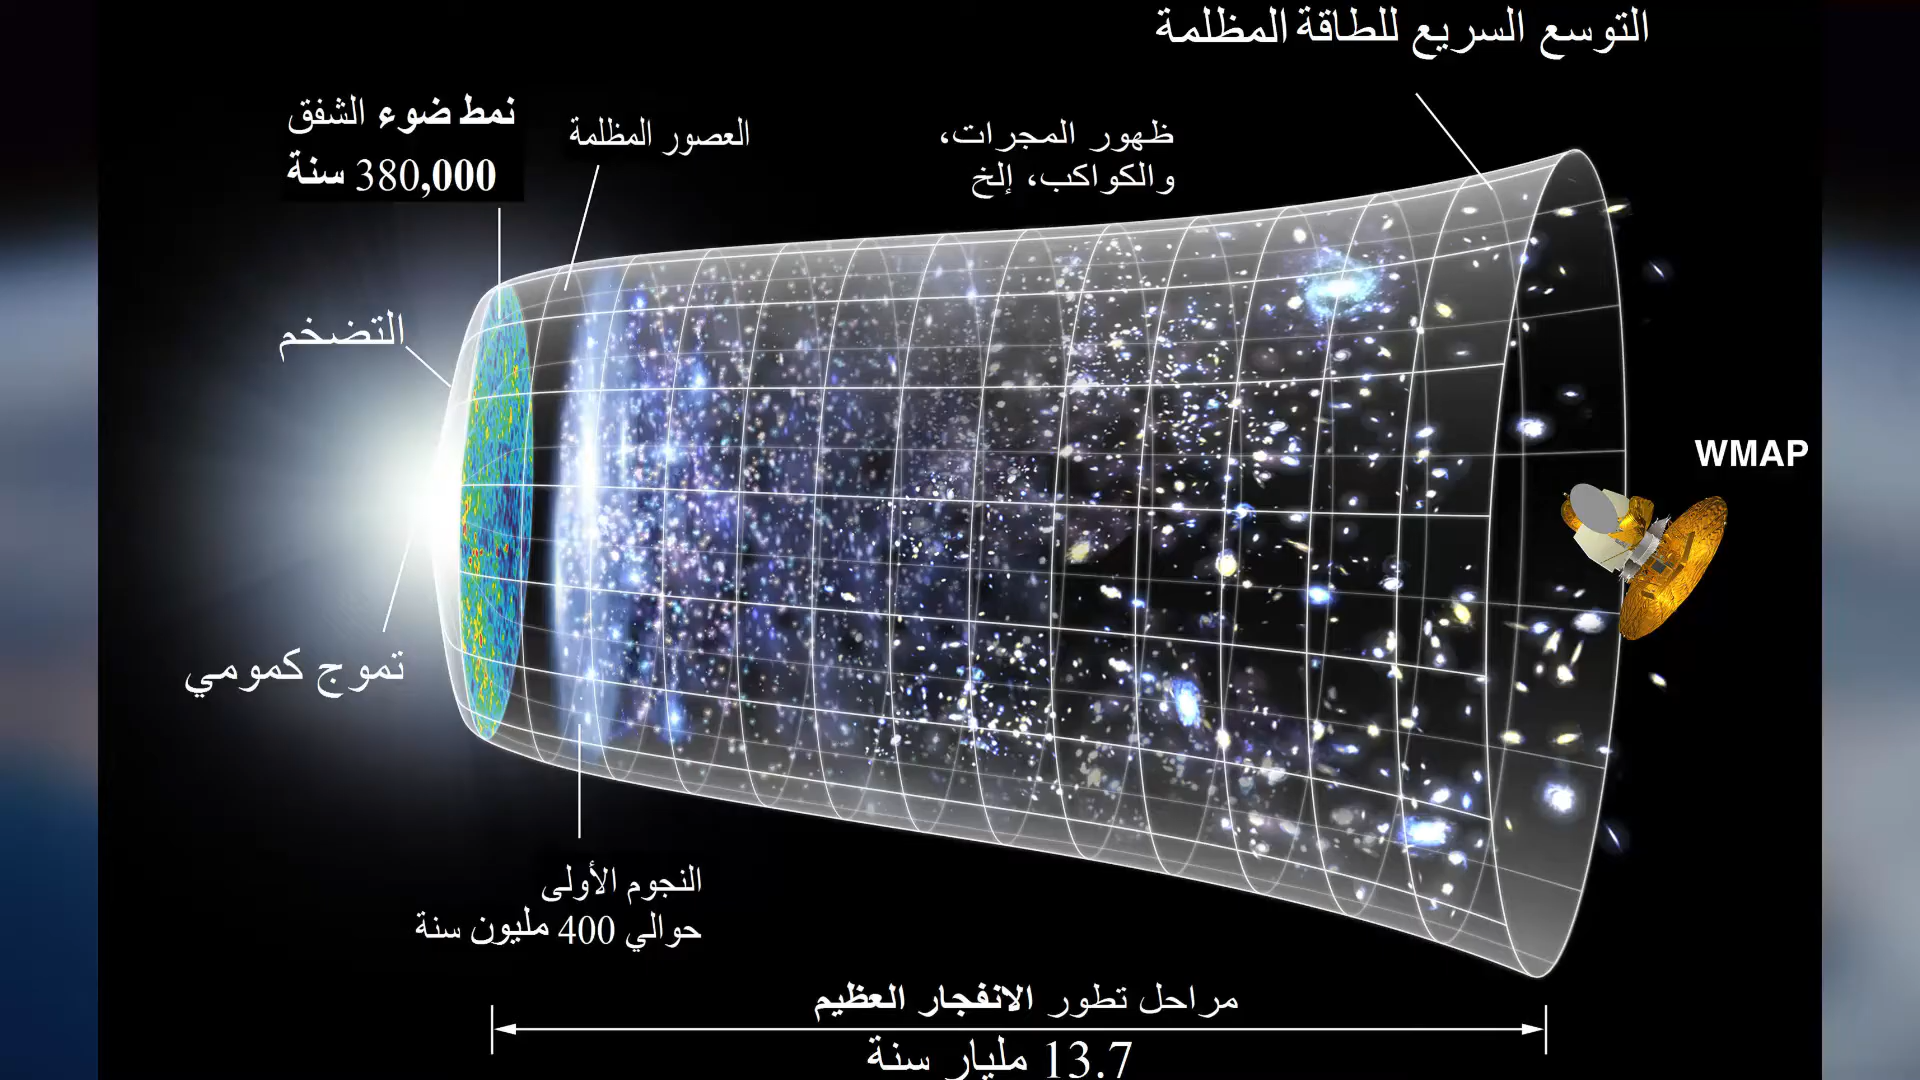 التوسع السريع للطاقة المظلمة
نمط ضوء الشفق
380,000 سنة
العصور المظلمة
ظهور المجرات،
والكواكب، إلخ
التضخم
WMAP
تموج كمومي
النجوم الأولى
حوالي 400 مليون سنة
مراحل تطور الانفجار العظيم
13.7 مليار سنة